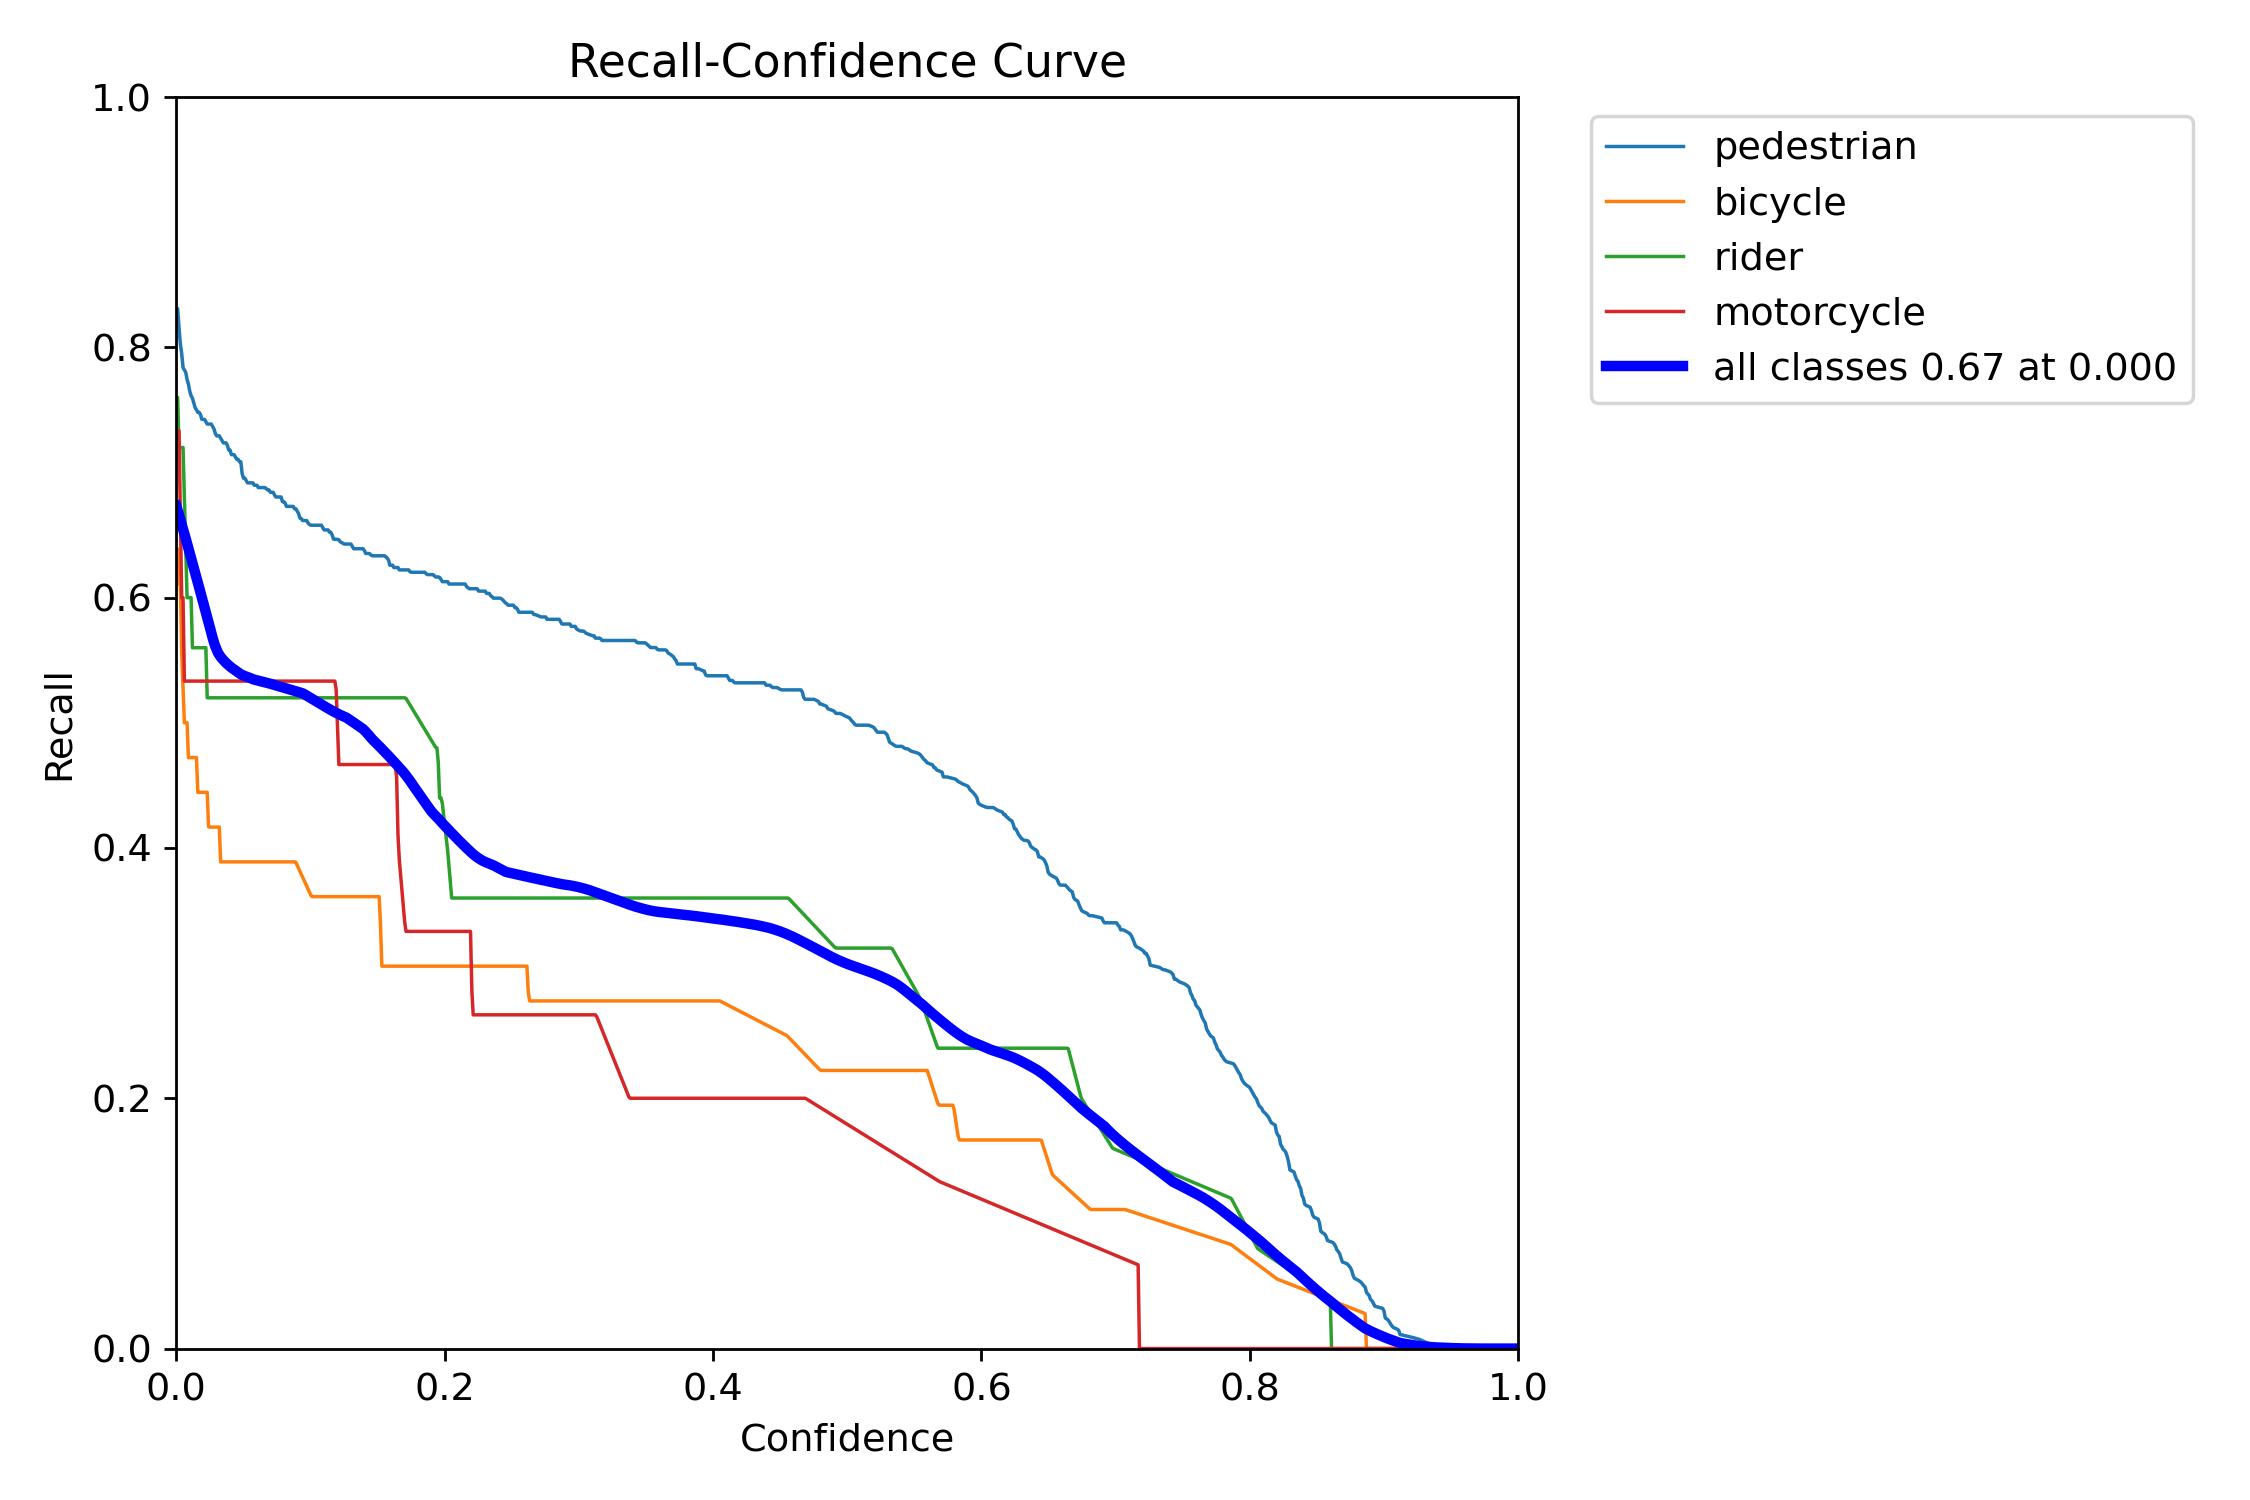 Recall-Confidence Curve
1.0
0.8
0.6
0.4
0.2
0.0
Recall
0.0 0.2 0.4 0.6 0.8 1.0
Confidence
pedestrian
bicycle
rider
motorcycle
all classes 0.67 at 0.000